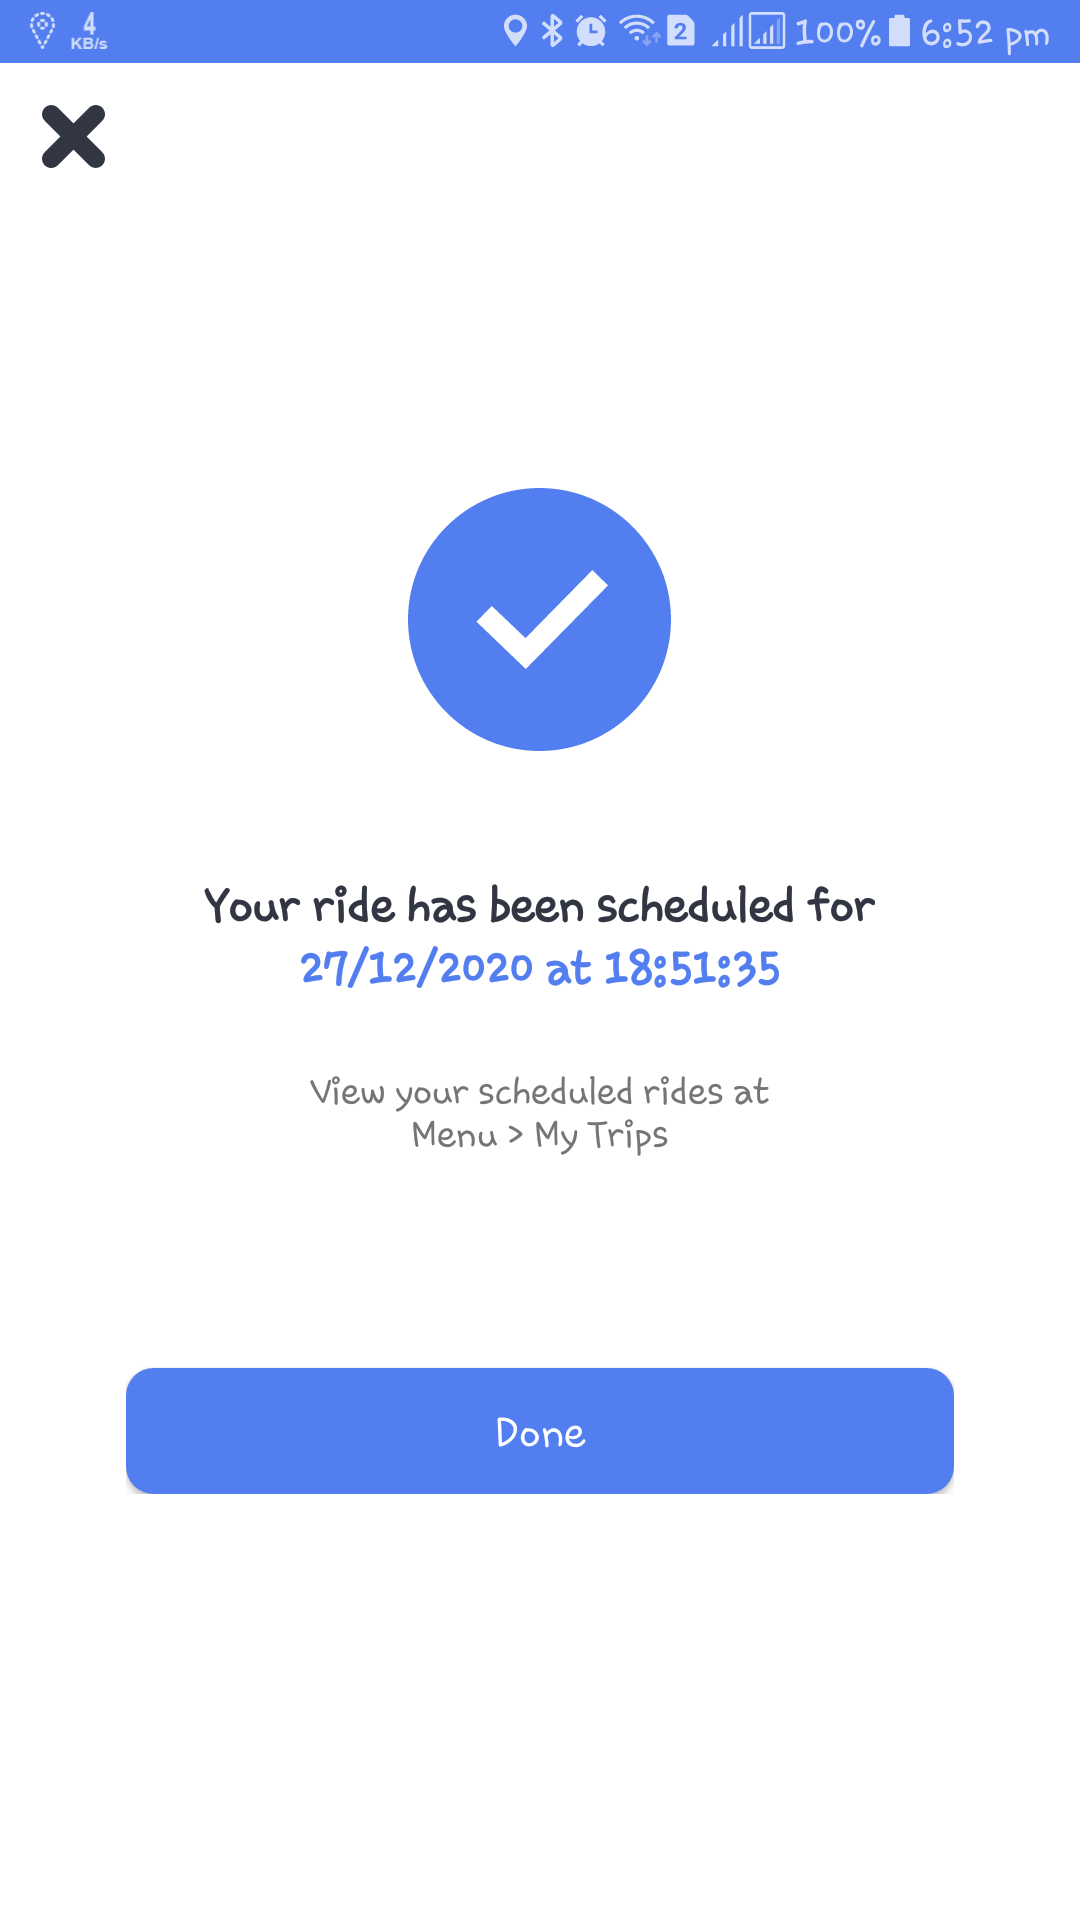 4
KB/s
2
100%
6:52 pm
Your ride has been scheduled for
27/12/2020 at 18:51:35
View your scheduled rides at
Menu > My Trips
Done